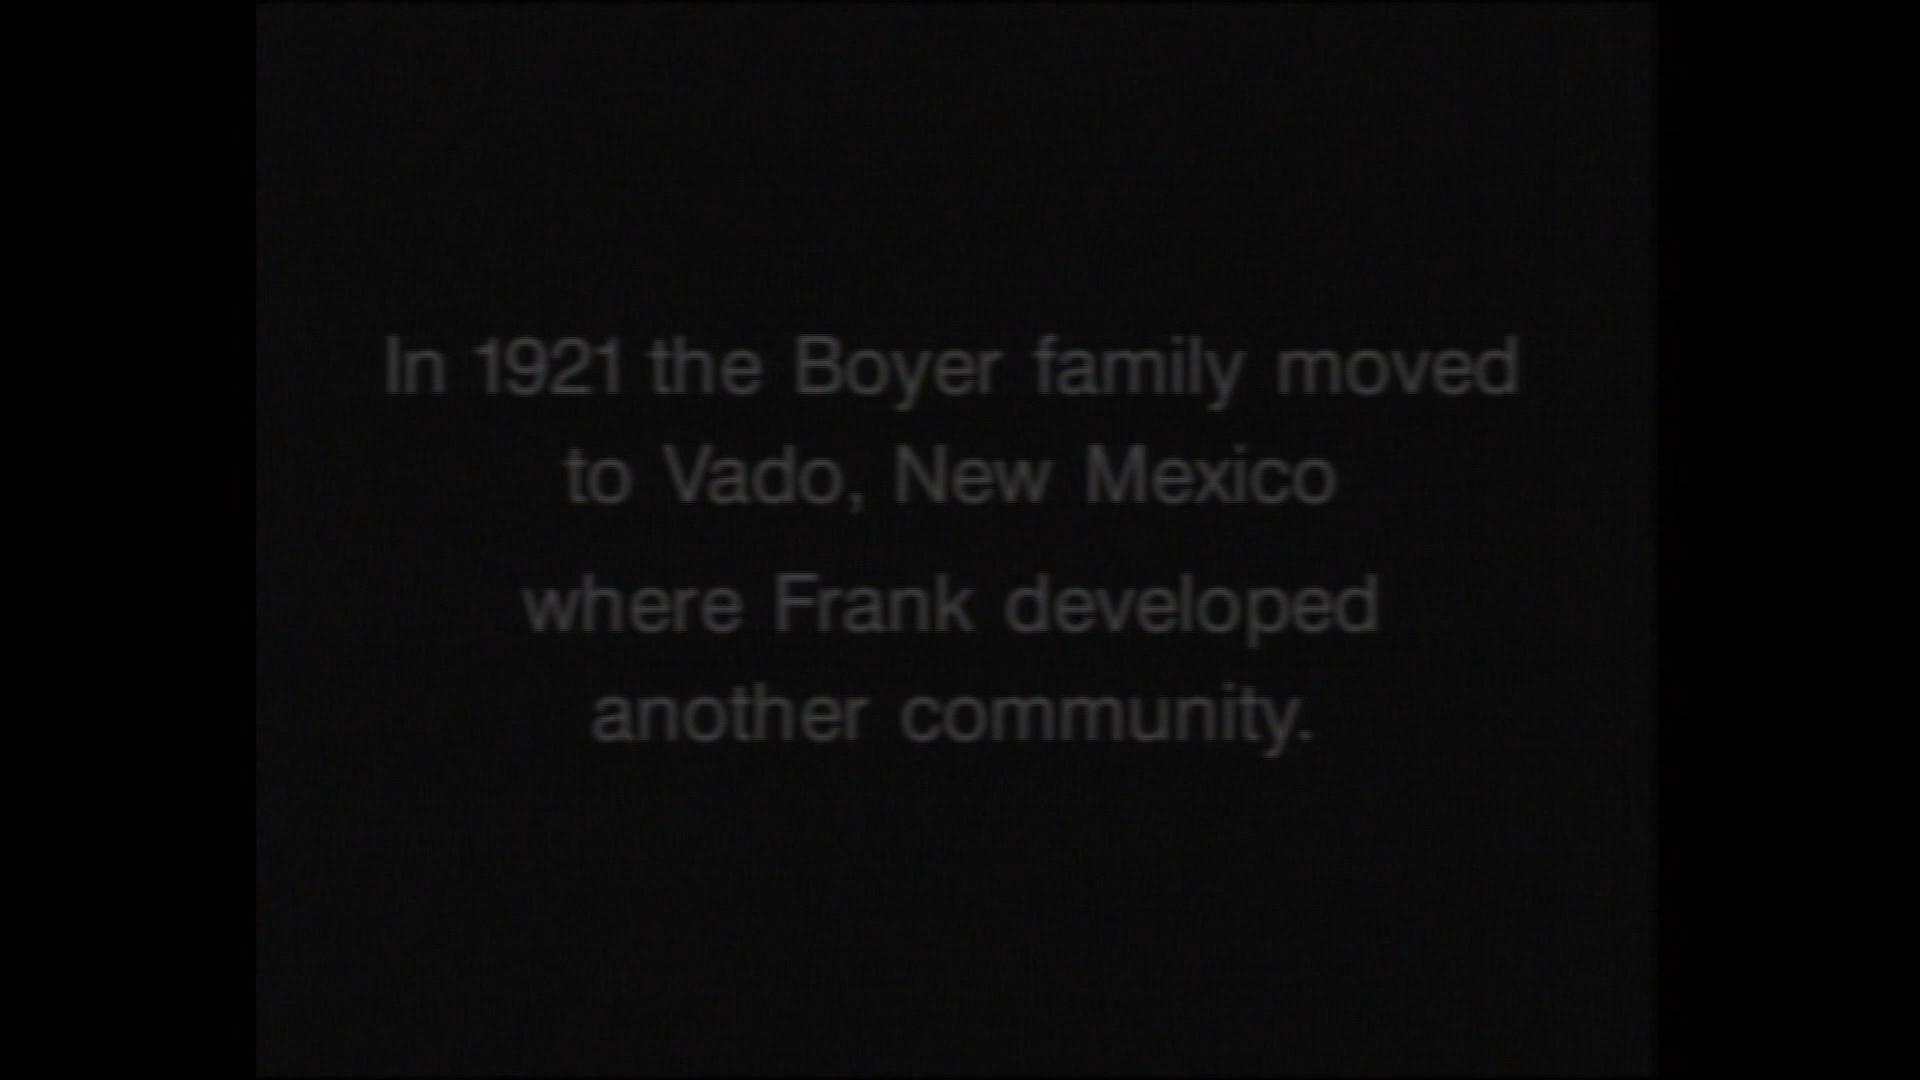 In 1921 the Boyer family moved
to Vado, New Mexico
where Frank developed
another community.